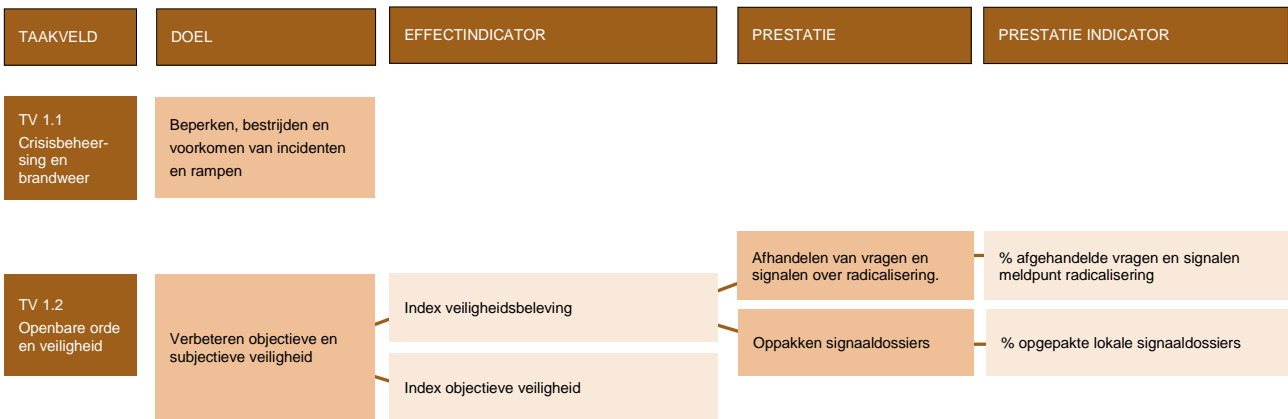 TAAKVELD
DOEL
EFFECTINDICATOR
PRESTATIE
PRESTATIE INDICATOR
TV 1.1
Crisisbeheer-
sing en
brandweer
Beperken, bestrijden en
voorkomen van incidenten
en rampen
TV 1.2
Openbare orde
en veiligheid
Verbeteren objectieve en
subjectieve veiligheid
Index veiligheidsbeleving
Index objectieve veiligheid
Afhandelen van vragen en
signalen over radicalisering.
% afgehandelde vragen en signalen
meldpunt radicalisering
Oppakken signaaldossiers
% opgepakte lokale signaaldossiers